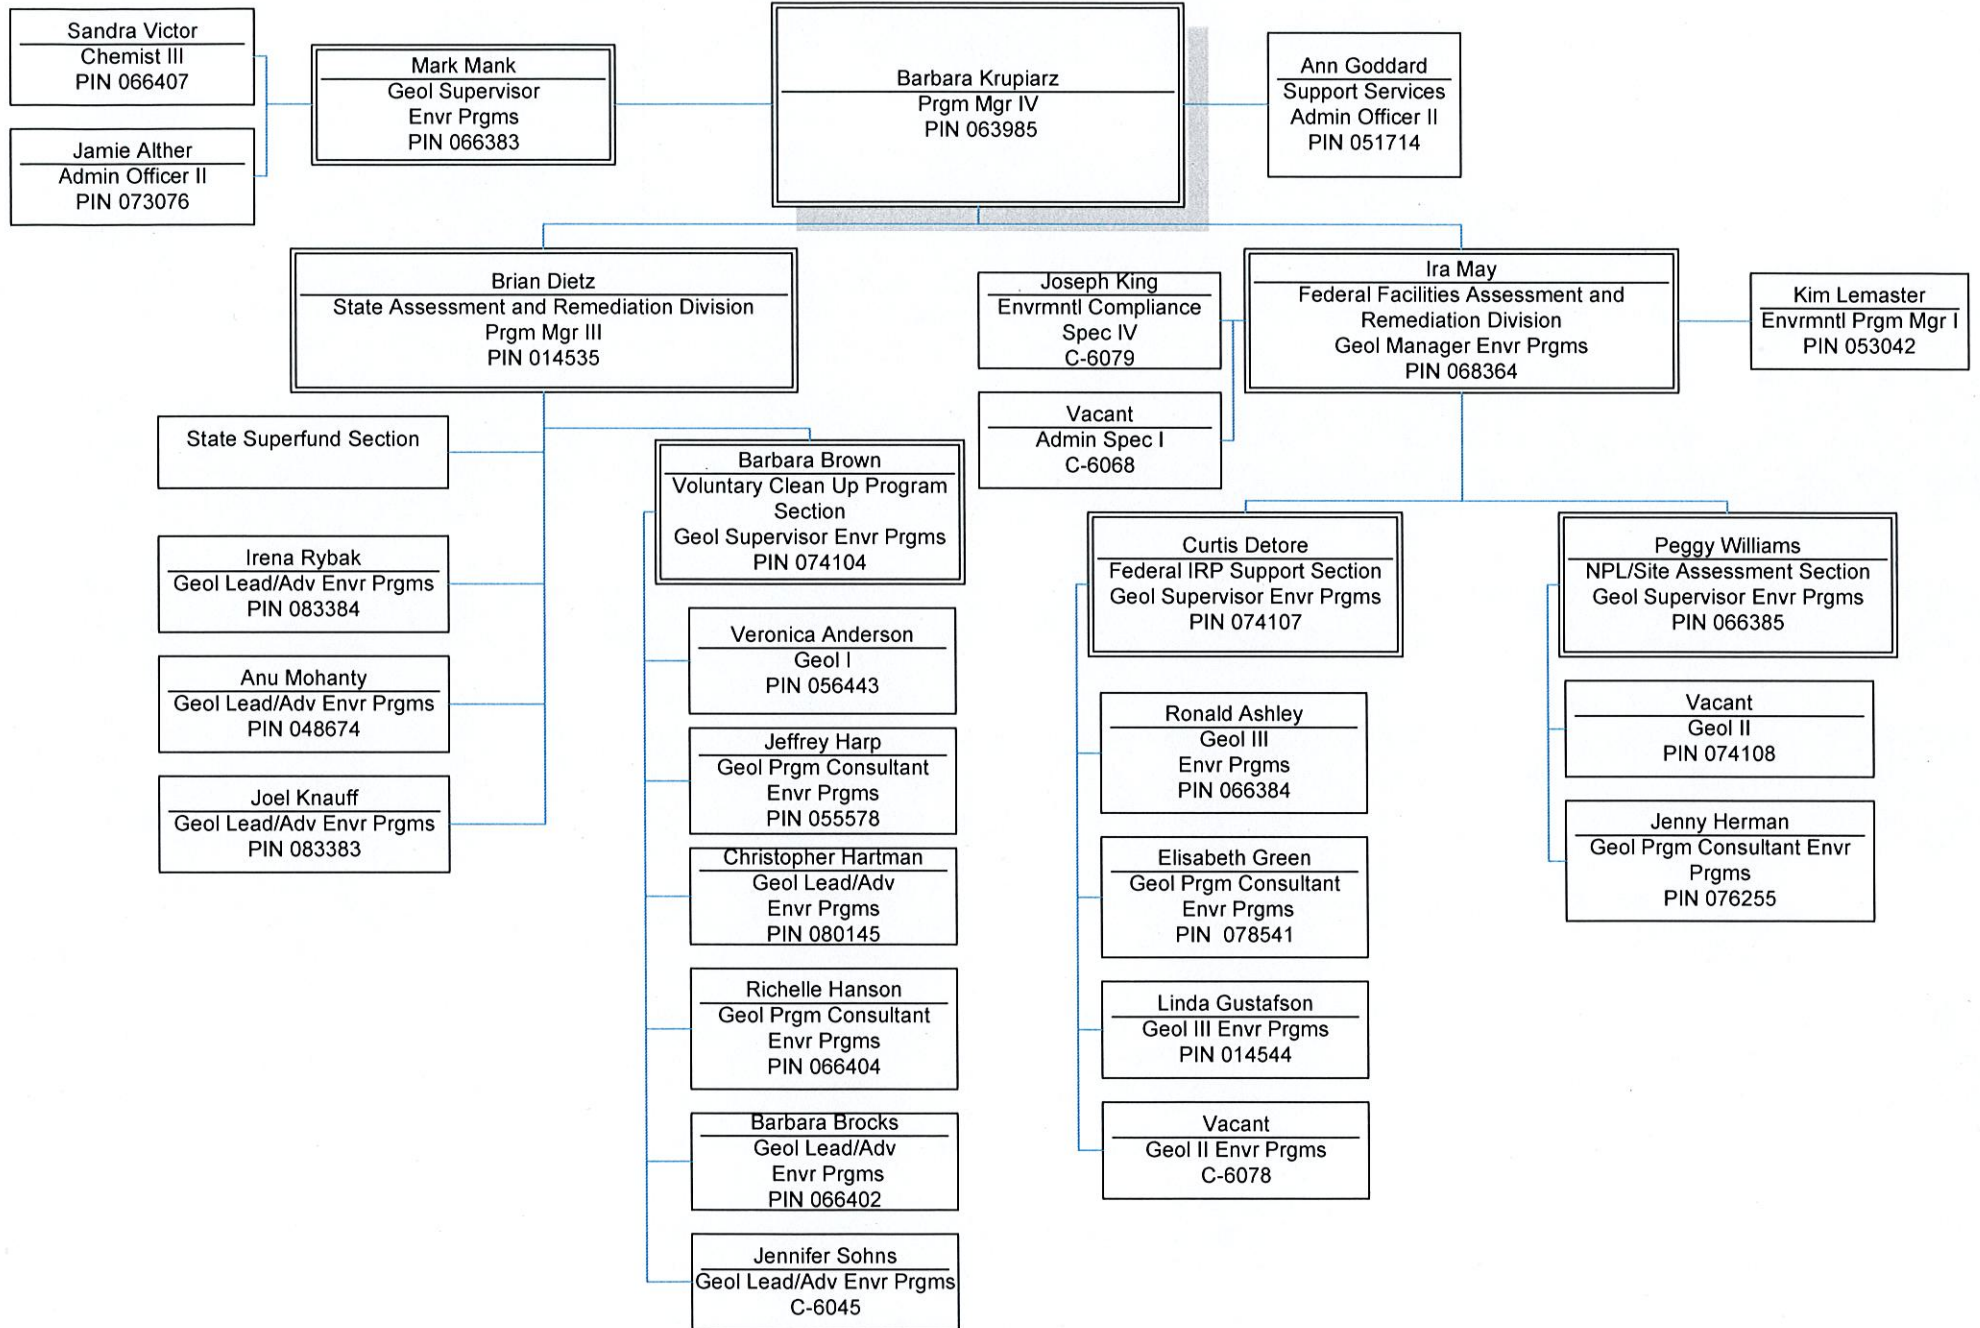 Sandra Victor
Chemist III
PIN 066407
Jamie Alther
Admin Officer II
PIN 073076
Mark Mank
Geol Supervisor
Envr Prgms
PIN 066383
Barbara Krupiarz
Prgm Mgr IV
PIN 063985
Ann Goddard
Support Services
Admin Officer II
PIN 051714
Brian Dietz
State Assessment and Remediation Division
Prgm Mgr III
PIN 014535
Joseph King
Envrmntl Compliance
Spec IV
C-6079
Vacant
Admin Spec I
C-6068
Ira May
Federal Facilities Assessment and
Remediation Division
Geol Manager Envr Prgms
PIN 068364
Kim Lemaster
Envrmntl Prgm Mgr I
PIN 053042
State Superfund Section
Irena Rybak
Geol Lead/Adv Envr Prgms
PIN 083384
Anu Mohanty
Geol Lead/Adv Envr Prgms
PIN 048674
Joel Knauff
Geol Lead/Adv Envr Prgms
PIN 083383
Barbara Brown
Voluntary Clean Up Program
Section
Geol Supervisor Envr Prgms
PIN 074104
Veronica Anderson
Geol I
PIN 056443
Jeffrey Harp
Geol Prgm Consultant
Envr Prgms
PIN 055578
Christopher Hartman
Geol Lead/Adv
Envr Prgms
PIN 080145
Richelle Hanson
Geol Prgm Consultant
Envr Prgms
PIN 066404
Barbara Brocks
Geol Lead/Adv
Envr Prgms
PIN 066402
Jennifer Sohns
Geol Lead/Adv Envr Prgms
C-6045
Curtis Detore
Federal IRP Support Section
Geol Supervisor Envr Prgms
PIN 074107
Ronald Ashley
Geol III
Envr Prgms
PIN 066384
Elisabeth Green
Geol Prgm Consultant
Envr Prgms
PIN 078541
Linda Gustafson
Geol III Envr Prgms
PIN 014544
Vacant
Geol II Envr Prgms
C-6078
Peggy Williams
NPL/Site Assessment Section
Geol Supervisor Envr Prgms
PIN 066385
Vacant
Geol II
PIN 074108
Jenny Herman
Geol Prgm Consultant Envr
Prgms
PIN 076255